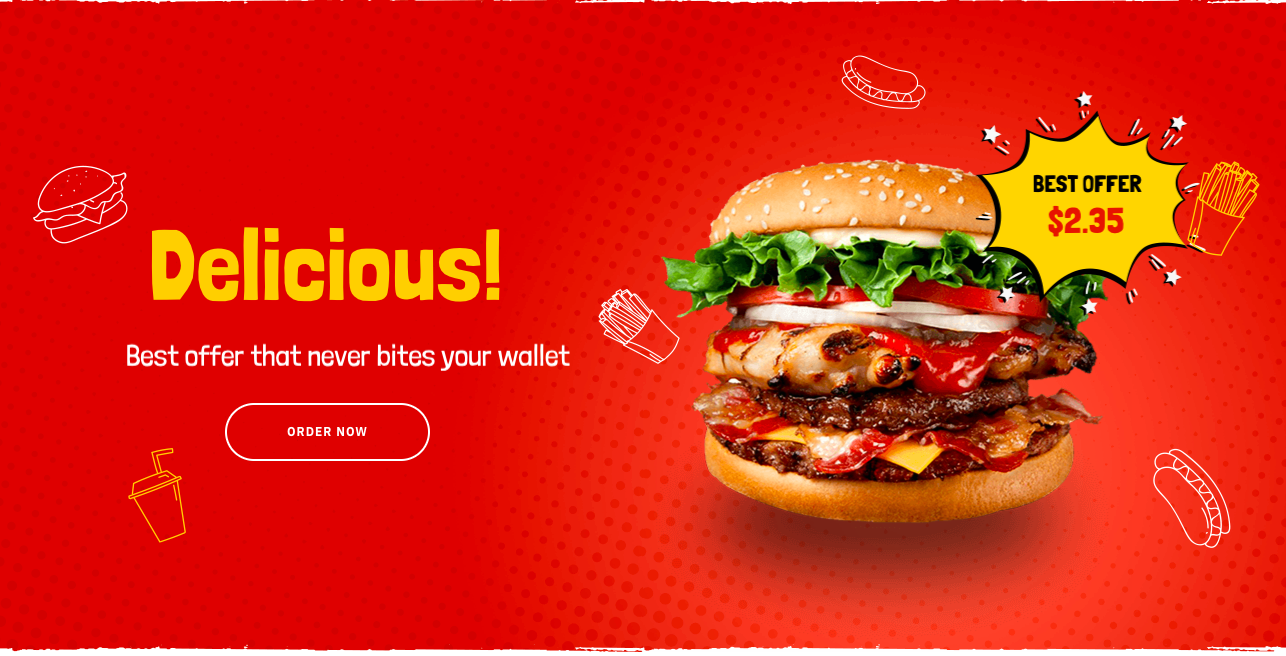 Delicious!
Best offer that never bites your wallet
ORDER NOW
BEST OFFER
$2.35